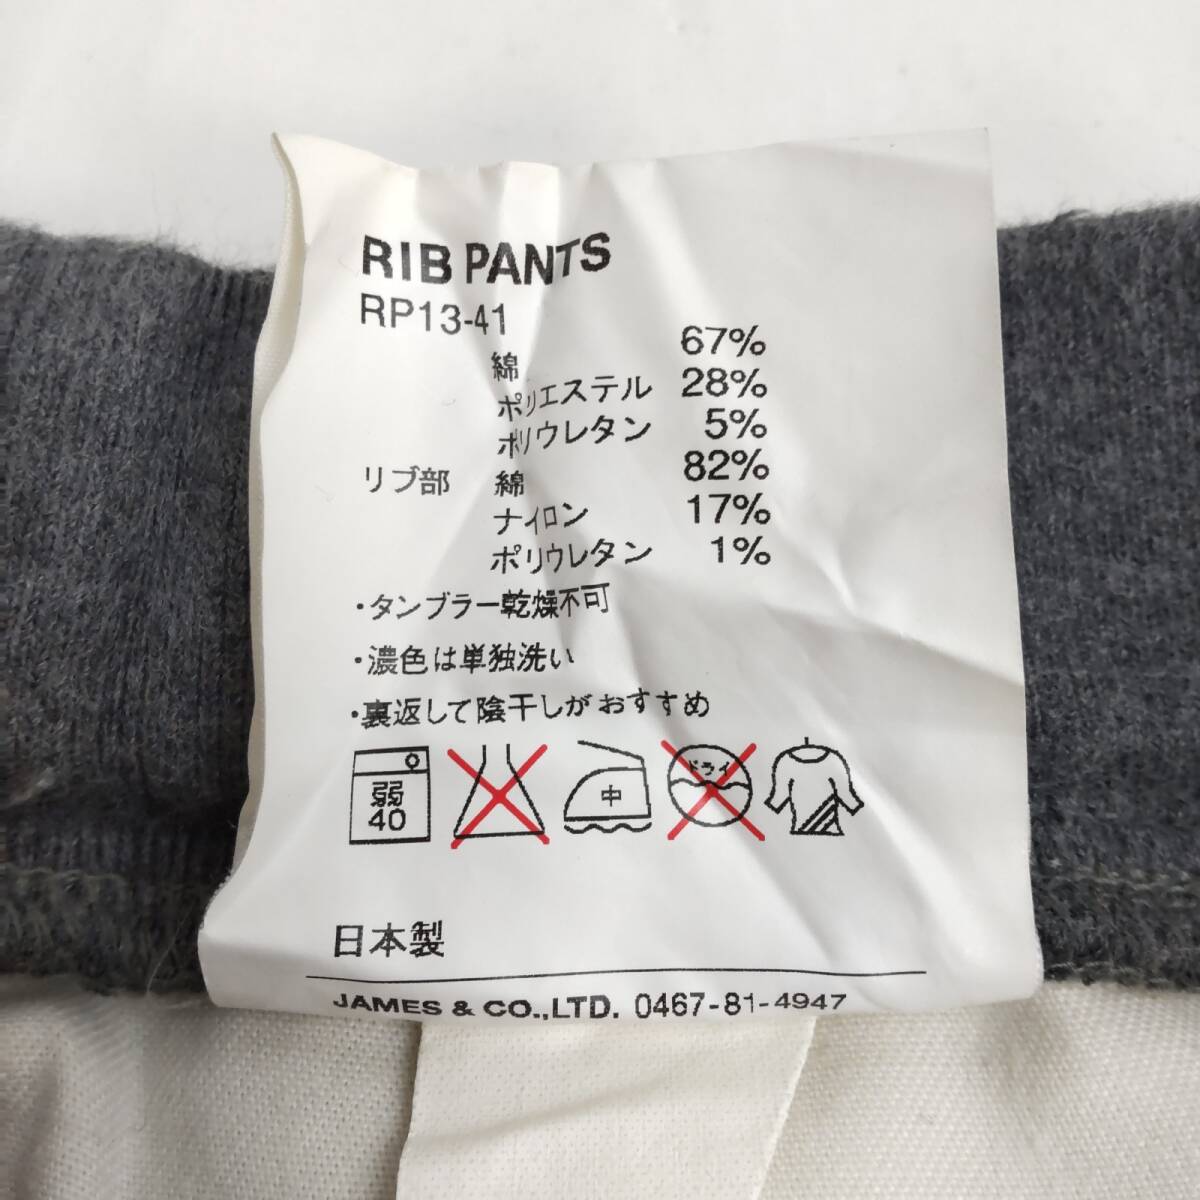 RIB PANTS
RP13-41
綿 67%
ポリエステル 28%
ポリウレタン 5%
リブ部 綿 82%
ナイロン 17%
ポリウレタン 1%
・タンブラー乾燥不可
・濃色は単独洗い
・裏返して陰干しがおすすめ
弱
40
中
ドライ
日本製
JAMES & CO.,LTD. 0467-81-4947